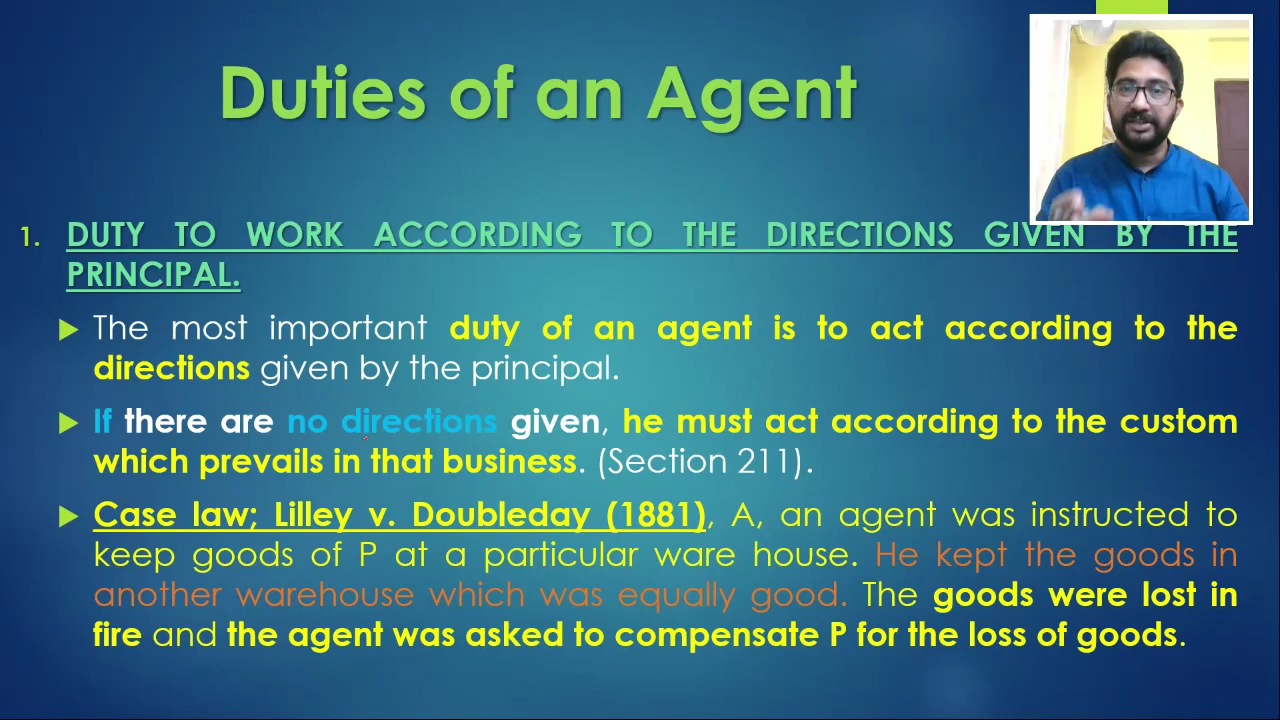 Duties of an Agent
1. DUTY TO WORK ACCORDING TO THE DIRECTIONS GIVEN BY THE
PRINCIPAL.
The most important duty of an agent is to act according to the
directions given by the principal.
If there are no directions given, he must act according to the custom
which prevails in that business. (Section 211).
Case law; Lilley v. Doubleday (1881), A, an agent was instructed to
keep goods of P at a particular ware house. He kept the goods in
another warehouse which was equally good. The goods were lost in
fire and the agent was asked to compensate P for the loss of goods.